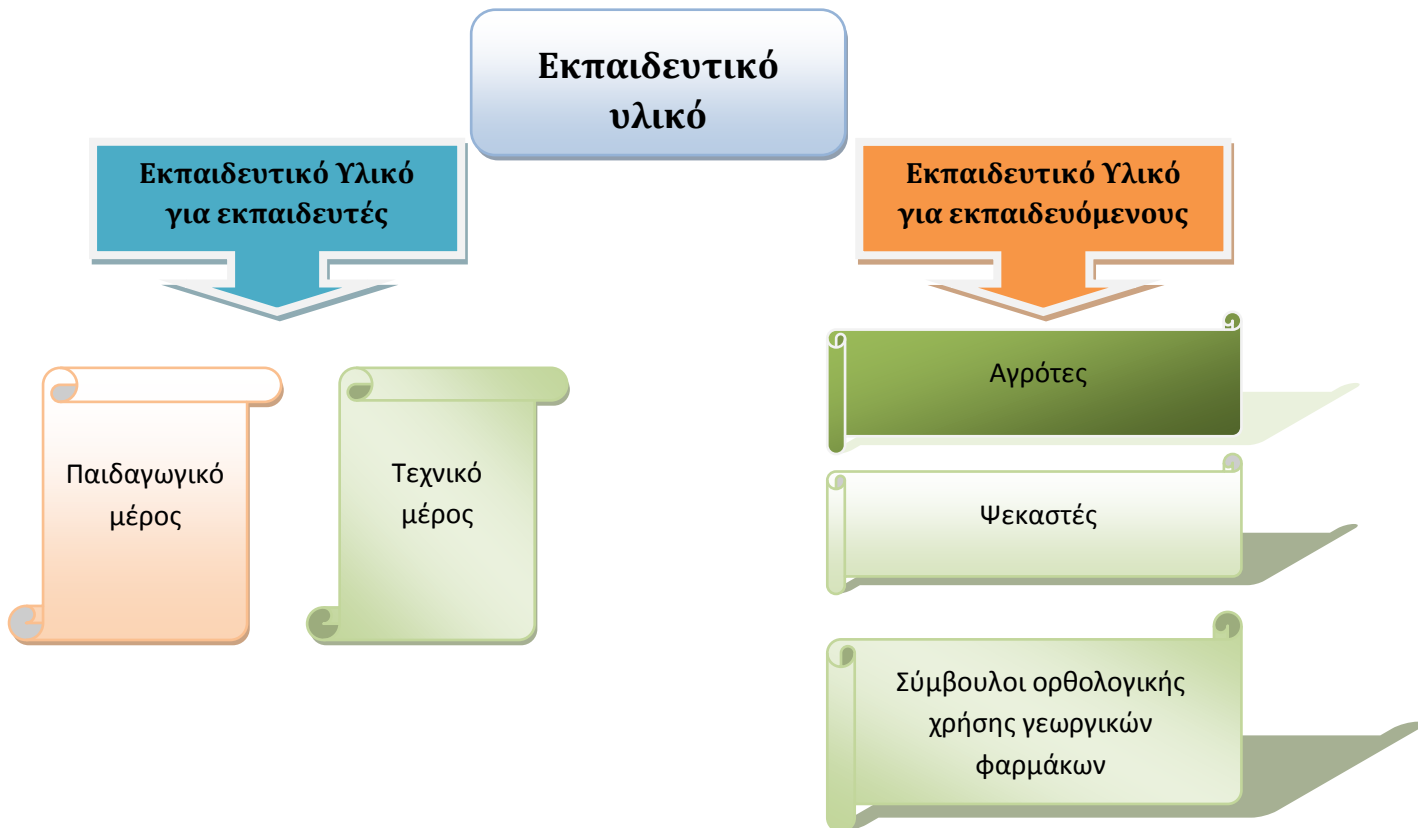 Εκπαιδευτικό
υλικό
Εκπαιδευτικό Υλικό
για εκπαιδευτές
Εκπαιδευτικό Υλικό
για εκπαιδευόμενους
Παιδαγωγικό
μέρος
Τεχνικό
μέρος
Αγρότες
Ψεκαστές
Σύμβουλοι ορθολογικής
χρήσης γεωργικών
φαρμάκων